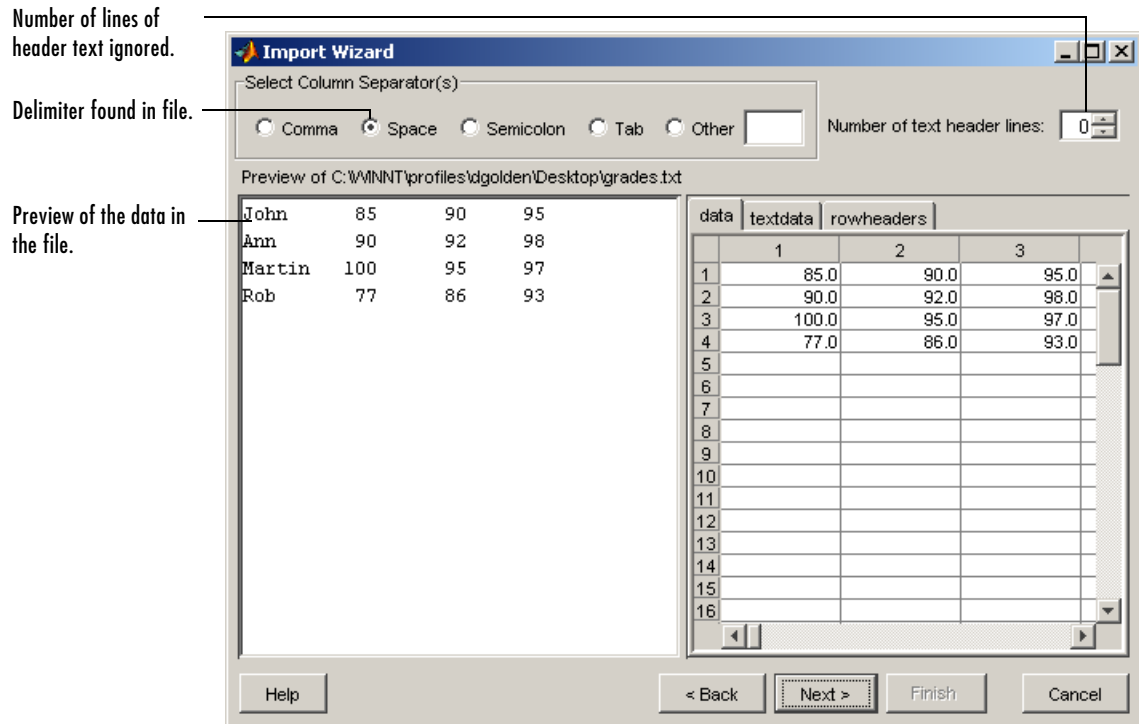 Number of lines of
header text ignored.
Import Wizard
Select Column Separator(s)
Delimiter found in file.
Comma Space Semicolon Tab Other Number of text header lines: 0
Preview of C:\WINNT\profiles\dgolden\Desktop\grades.txt
Preview of the data in
the file.
John 85 90 95
Ann 90 92 98
Martin 100 95 97
Rob 77 86 93
data textdata rowheaders
1 2 3
1 85.0 90.0 95.0
2 90.0 92.0 98.0
3 100.0 95.0 97.0
4 77.0 86.0 93.0
5
6
7
8
9
10
11
12
13
14
15
16
Help < Back Next > Finish Cancel